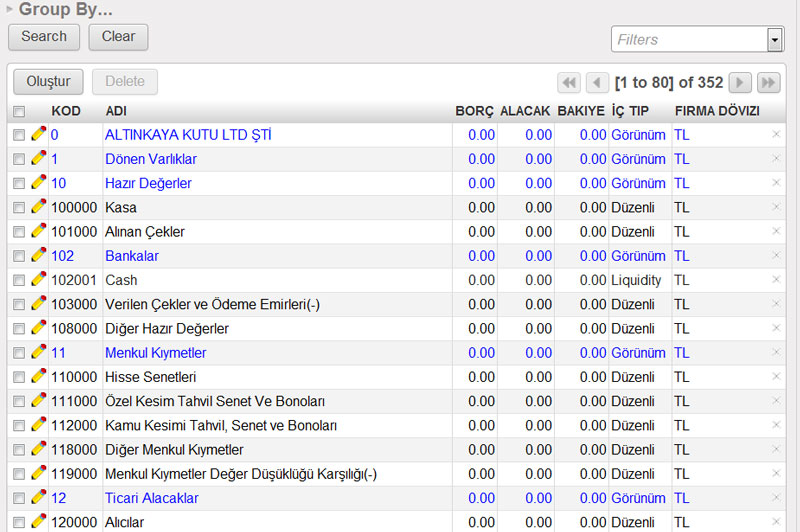 Group By...
Search Clear Filters
Oluştur Delete [1 to 80] of 352
KOD ADI BORÇ ALACAK BAKIYE İÇ TIP FIRMA DÖVIZI
0 ALTINKAYA KUTU LTD ŞTİ 0.00 0.00 0.00 Görünüm TL
1 Dönen Varlıklar 0.00 0.00 0.00 Görünüm TL
10 Hazır Değerler 0.00 0.00 0.00 Görünüm TL
100000 Kasa 0.00 0.00 0.00 Düzenli TL
101000 Alınan Çekler 0.00 0.00 0.00 Düzenli TL
102 Bankalar 0.00 0.00 0.00 Görünüm TL
102001 Cash 0.00 0.00 0.00 Liquidity TL
103000 Verilen Çekler ve Ödeme Emirleri(-) 0.00 0.00 0.00 Düzenli TL
108000 Diğer Hazır Değerler 0.00 0.00 0.00 Düzenli TL
11 Menkul Kıymetler 0.00 0.00 0.00 Görünüm TL
110000 Hisse Senetleri 0.00 0.00 0.00 Düzenli TL
111000 Özel Kesim Tahvil Senet Ve Bonoları 0.00 0.00 0.00 Düzenli TL
112000 Kamu Kesimi Tahvil, Senet ve Bonoları 0.00 0.00 0.00 Düzenli TL
118000 Diğer Menkul Kıymetler 0.00 0.00 0.00 Düzenli TL
119000 Menkul Kıymetler Değer Düşüklüğü Karşılığı(-) 0.00 0.00 0.00 Düzenli TL
12 Ticari Alacaklar 0.00 0.00 0.00 Görünüm TL
120000 Alıcılar 0.00 0.00 0.00 Düzenli TL